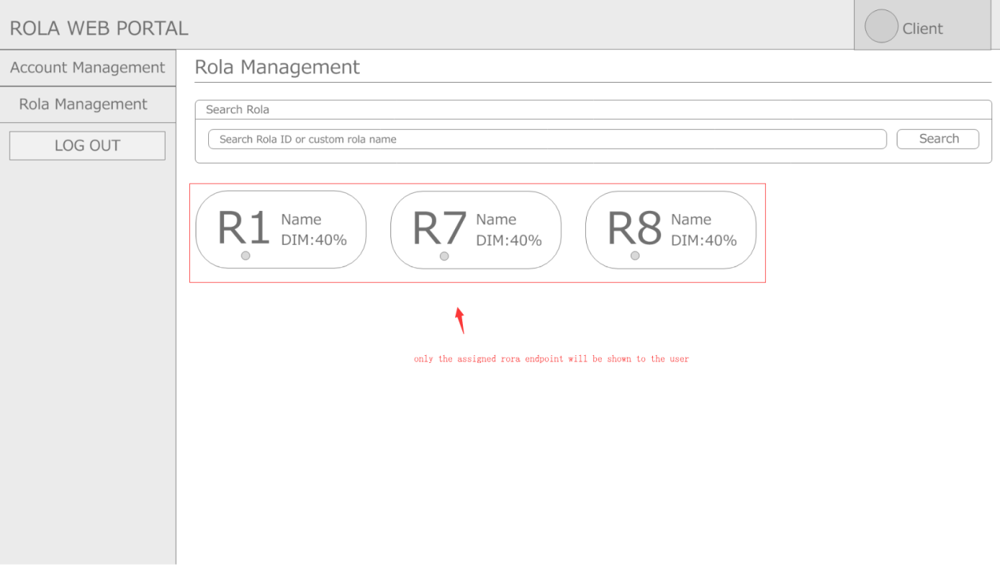 ROLA WEB PORTAL
Client
Account Management
Rola Management
LOG OUT
Rola Management
Search Rola
Search Rola ID or custom rola name
Search
R1
Name
DIM:40%
R7
Name
DIM:40%
R8
Name
DIM:40%
only the assigned rora endpoint will be shown to the user